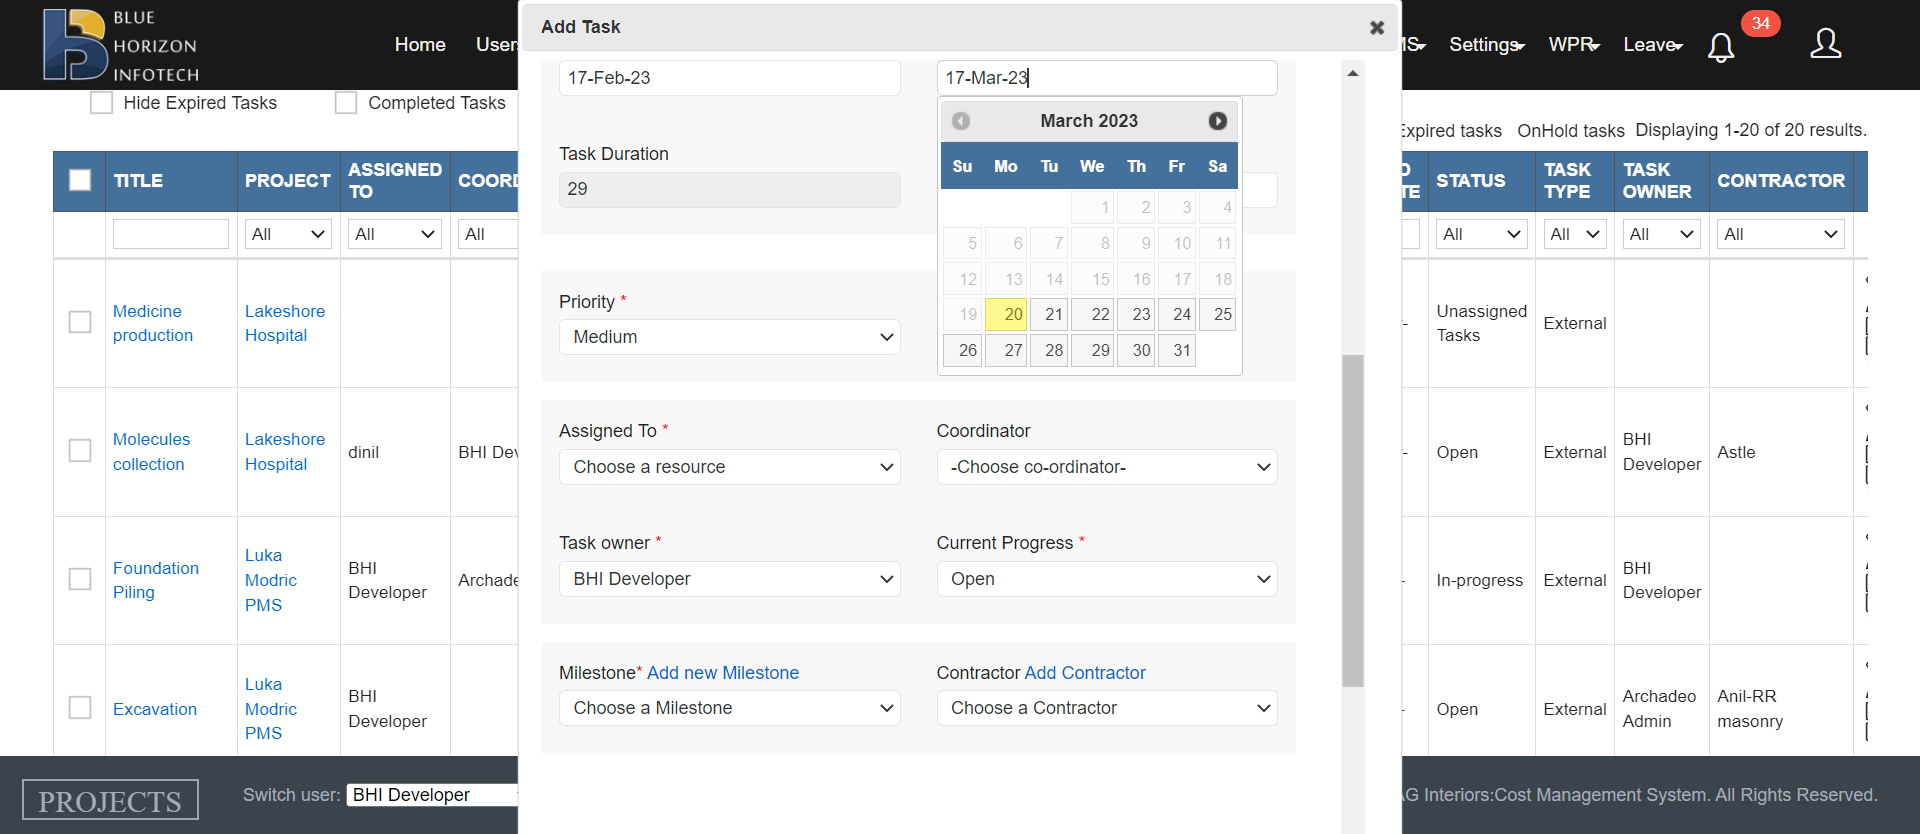 BLUE
HORIZON
INFOTECH
Home
Settings
WPR
Leave
34
Add Task
17-Feb-23
17-Mar-23
Hide Expired Tasks
Completed Tasks
Expired tasks
OnHold tasks
Displaying 1-20 of 20 results.
March 2023
Su Mo Tu We Th Fr Sa
1 2 3 4
5 6 7 8 9 10 11
12 13 14 15 16 17 18
19 20 21 22 23 24 25
26 27 28 29 30 31
Task Duration
29
TITLE PROJECT ASSIGNED TO STATUS TASK TYPE TASK OWNER CONTRACTOR
All All All All All All All
Medicine production
Lakeshore Hospital
Unassigned Tasks
External
Priority *
Medium
Molecules collection
Lakeshore Hospital
dinil
BHI
Open
External
BHI Developer
Astle
Assigned To *
Choose a resource
Coordinator
-Choose co-ordinator-
Task owner *
BHI Developer
Current Progress *
Open
Foundation Piling
Luka Modric PMS
BHI Developer
In-progress
External
BHI Developer
Milestone* Add new Milestone
Choose a Milestone
Contractor Add Contractor
Choose a Contractor
Excavation
Luka Modric PMS
BHI Developer
Open
External
Archadeo Admin
Anil-RR masonry
PROJECTS
Switch user: BHI Developer
Interiors:Cost Management System. All Rights Reserved.